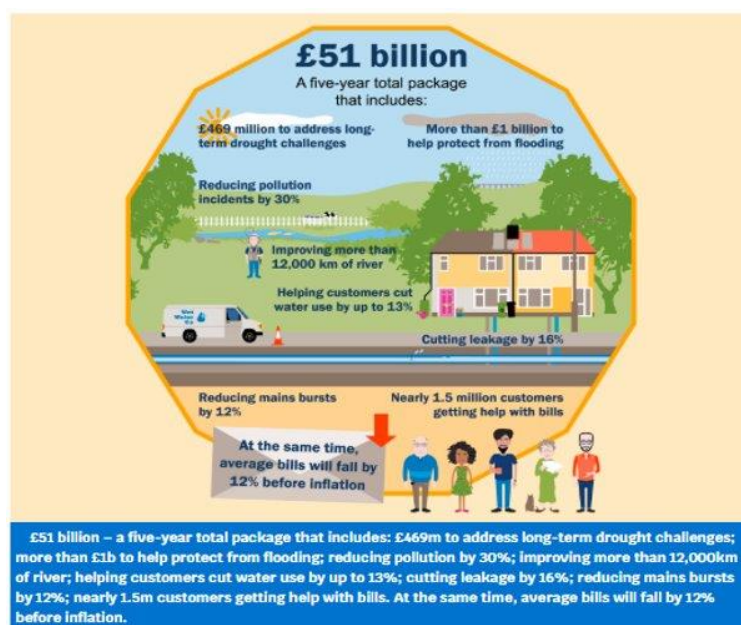 £51 billion
A five-year total package
that includes:
£469 million to address long-
term drought challenges
More than £1 billion to
help protect from flooding
Reducing pollution
incidents by 30%
Improving more than
12,000 km of river
Helping customers cut
water use by up to 13%
Wet
Water
Co
Cutting leakage by 16%
Reducing mains bursts
by 12%
Nearly 1.5 million customers
getting help with bills
At the same time,
average bills will fall by
12% before inflation
£51 billion – a five-year total package that includes: £469m to address long-term drought challenges;
more than £1b to help protect from flooding; reducing pollution by 30%; improving more than 12,000km
of river; helping customers cut water use by up to 13%; cutting leakage by 16%; reducing mains bursts
by 12%; nearly 1.5m customers getting help with bills. At the same time, average bills will fall by 12%
before inflation.